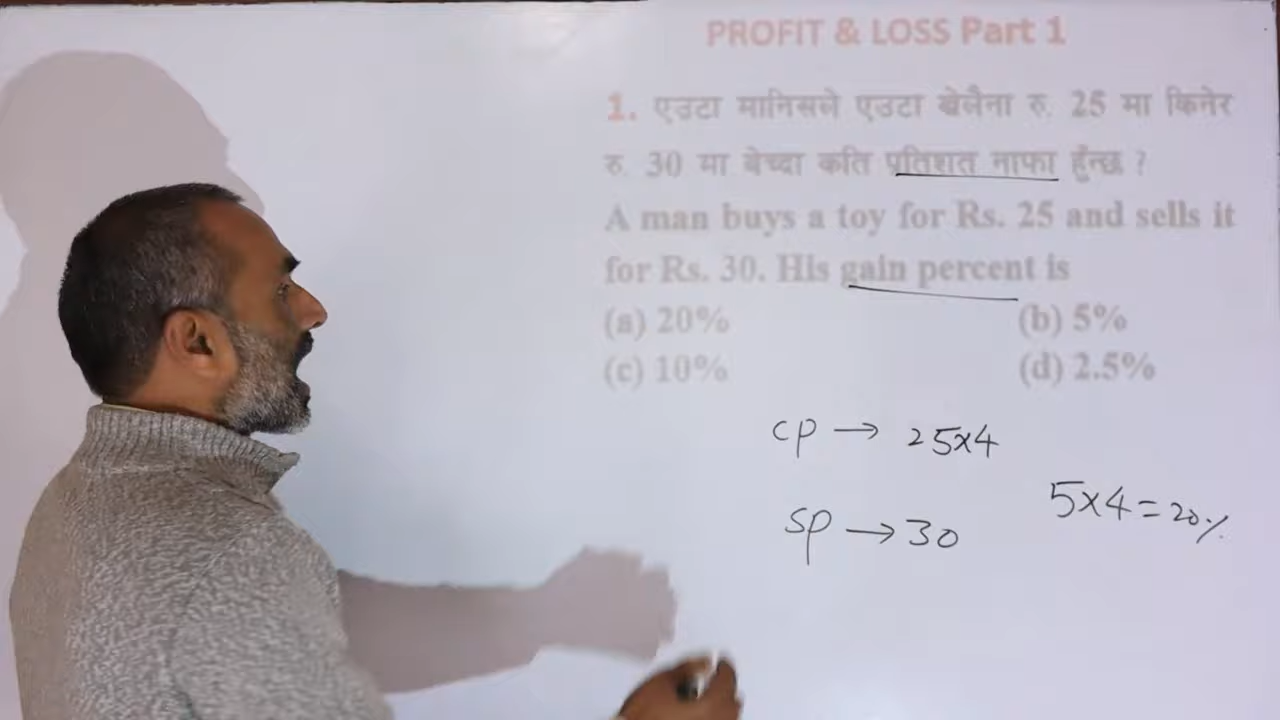 PROFIT & LOSS Part 1
1. एउटा मानिसले एउटा खेलैना रु. 25 मा किनेर
रु. 30 मा बेच्दा कति प्रतिशत नाफा हुँन्छ ?
A man buys a toy for Rs. 25 and sells it
for Rs. 30. His gain percent is
(a) 20% (b) 5%
(c) 10% (d) 2.5%
CP → 25x4
5x4=20%
SP → 30